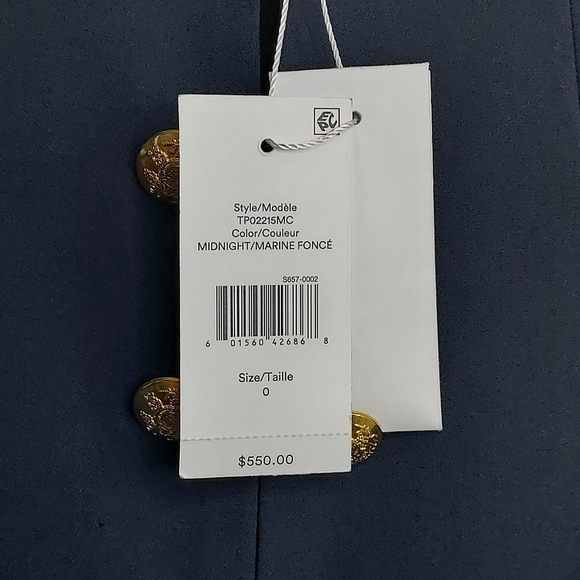 EPC
Style/Modèle
TP02215MC
Color/Couleur
MIDNIGHT/MARINE FONCÉ
S657-0002
6 01560 42686 8
Size/Taille
0
$550.00